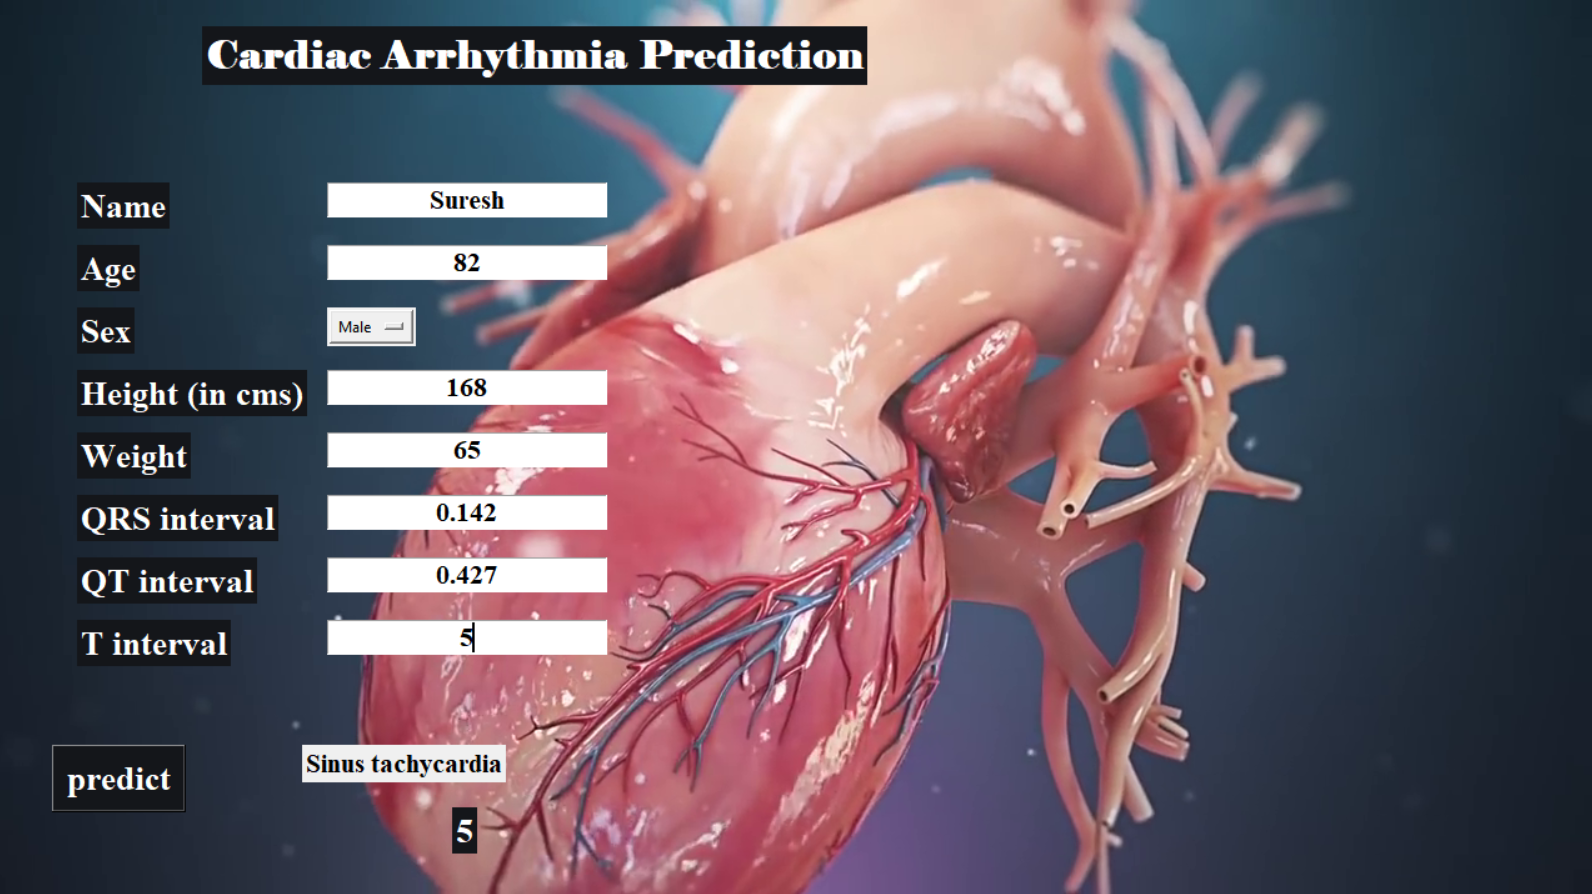 Cardiac Arrhythmia Prediction
Name Suresh
Age 82
Sex Male
Height (in cms) 168
Weight 65
QRS interval 0.142
QT interval 0.427
T interval 5
predict Sinus tachycardia
5